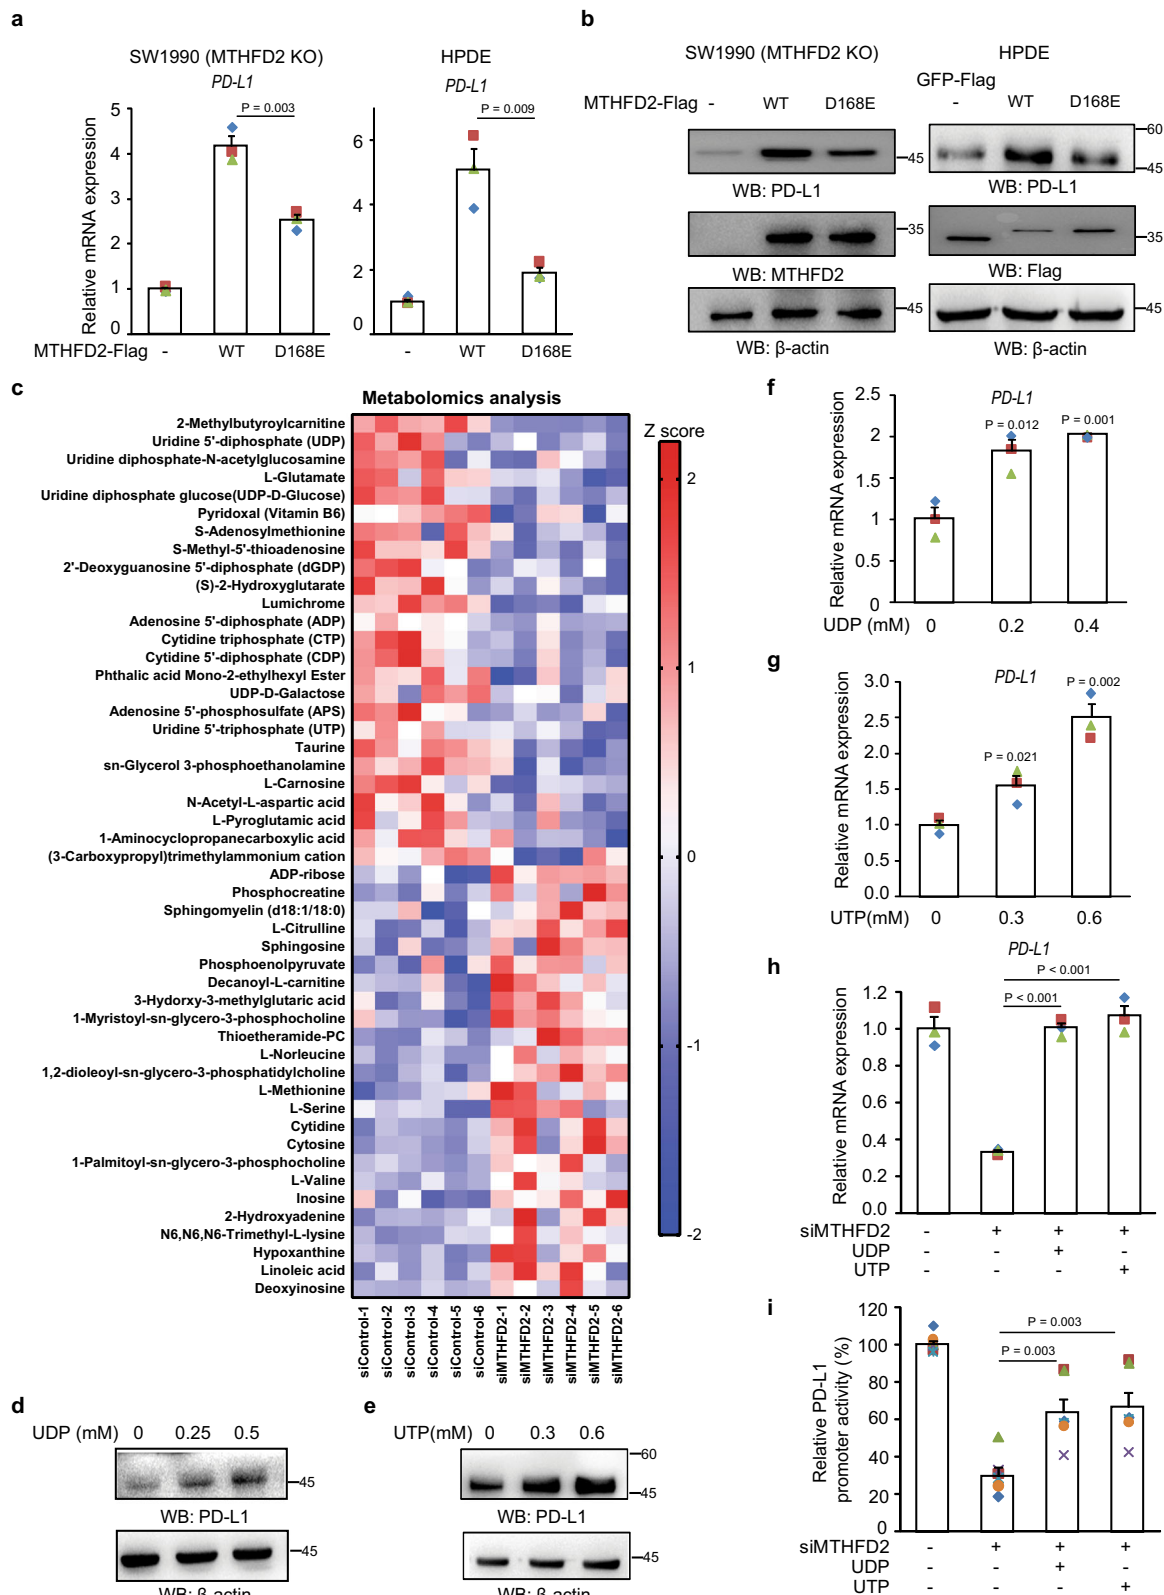 a
SW1990 (MTHFD2 KO)
HPDE
PD-L1
PD-L1
Relative mRNA expression
5
4
3
2
1
0
P = 0.003
6
4
2
0
P = 0.009
MTHFD2-Flag - WT D168E
- WT D168E
b
SW1990 (MTHFD2 KO)
HPDE
GFP-Flag
MTHFD2-Flag - WT D168E
- WT D168E
45
WB: PD-L1
60
45
WB: PD-L1
35
WB: MTHFD2
35
WB: Flag
45
WB: β-actin
45
WB: β-actin
c
Metabolomics analysis
2-Methylbutyroylcarnitine
Uridine 5'-diphosphate (UDP)
Uridine diphosphate-N-acetylglucosamine
L-Glutamate
Uridine diphosphate glucose(UDP-D-Glucose)
Pyridoxal (Vitamin B6)
S-Adenosylmethionine
S-Methyl-5'-thioadenosine
2'-Deoxyguanosine 5'-diphosphate (dGDP)
(S)-2-Hydroxyglutarate
Lumichrome
Adenosine 5'-diphosphate (ADP)
Cytidine triphosphate (CTP)
Cytidine 5'-diphosphate (CDP)
Phthalic acid Mono-2-ethylhexyl Ester
UDP-D-Galactose
Adenosine 5'-phosphosulfate (APS)
Uridine 5'-triphosphate (UTP)
Taurine
sn-Glycerol 3-phosphoethanolamine
L-Carnosine
N-Acetyl-L-aspartic acid
L-Pyroglutamic acid
1-Aminocyclopropanecarboxylic acid
(3-Carboxypropyl)trimethylammonium cation
ADP-ribose
Phosphocreatine
Sphingomyelin (d18:1/18:0)
L-Citrulline
Sphingosine
Phosphoenolpyruvate
Decanoyl-L-carnitine
3-Hydorxy-3-methylglutaric acid
1-Myristoyl-sn-glycero-3-phosphocholine
Thioetheramide-PC
L-Norleucine
1,2-dioleoyl-sn-glycero-3-phosphatidylcholine
L-Methionine
L-Serine
Cytidine
Cytosine
1-Palmitoyl-sn-glycero-3-phosphocholine
L-Valine
Inosine
2-Hydroxyadenine
N6,N6,N6-Trimethyl-L-lysine
Hypoxanthine
Linoleic acid
Deoxyinosine
siControl-1
siControl-2
siControl-3
siControl-4
siControl-5
siControl-6
siMTHFD2-1
siMTHFD2-2
siMTHFD2-3
siMTHFD2-4
siMTHFD2-5
siMTHFD2-6
Z score
2
1
0
-1
-2
d
UDP (mM) 0 0.25 0.5
45
WB: PD-L1
45
WB: β-actin
e
UTP(mM) 0 0.3 0.6
60
45
WB: PD-L1
45
WB: β-actin
f
PD-L1
Relative mRNA expression
2.5
2
1.5
1
0.5
0
P = 0.012
P = 0.001
UDP (mM) 0 0.2 0.4
g
PD-L1
Relative mRNA expression
3.0
2.5
2.0
1.5
1.0
0.5
0.0
P = 0.021
P = 0.002
UTP(mM) 0 0.3 0.6
h
PD-L1
Relative mRNA expression
1.2
1.0
0.8
0.6
0.4
0.2
0.0
P < 0.001
P < 0.001
siMTHFD2 - + + +
UDP - - + -
UTP - - - +
i
Relative PD-L1
promoter activity (%)
120
100
80
60
40
20
0
P = 0.003
P = 0.003
siMTHFD2 - + + +
UDP - - + -
UTP - - - +